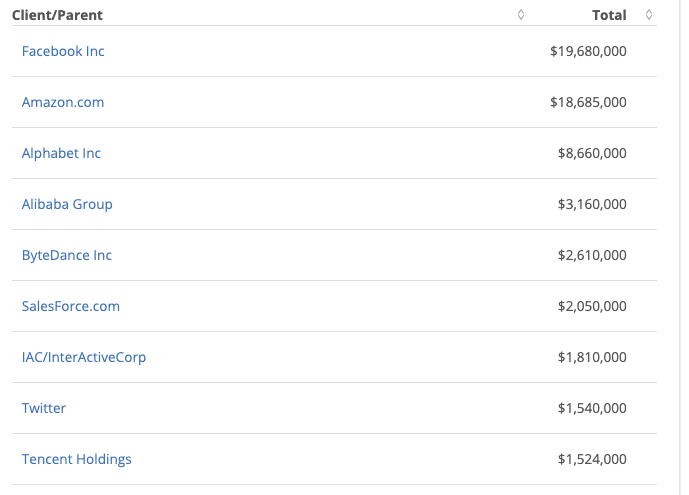 Client/Parent Total
Facebook Inc $19,680,000
Amazon.com $18,685,000
Alphabet Inc $8,660,000
Alibaba Group $3,160,000
ByteDance Inc $2,610,000
SalesForce.com $2,050,000
IAC/InterActiveCorp $1,810,000
Twitter $1,540,000
Tencent Holdings $1,524,000